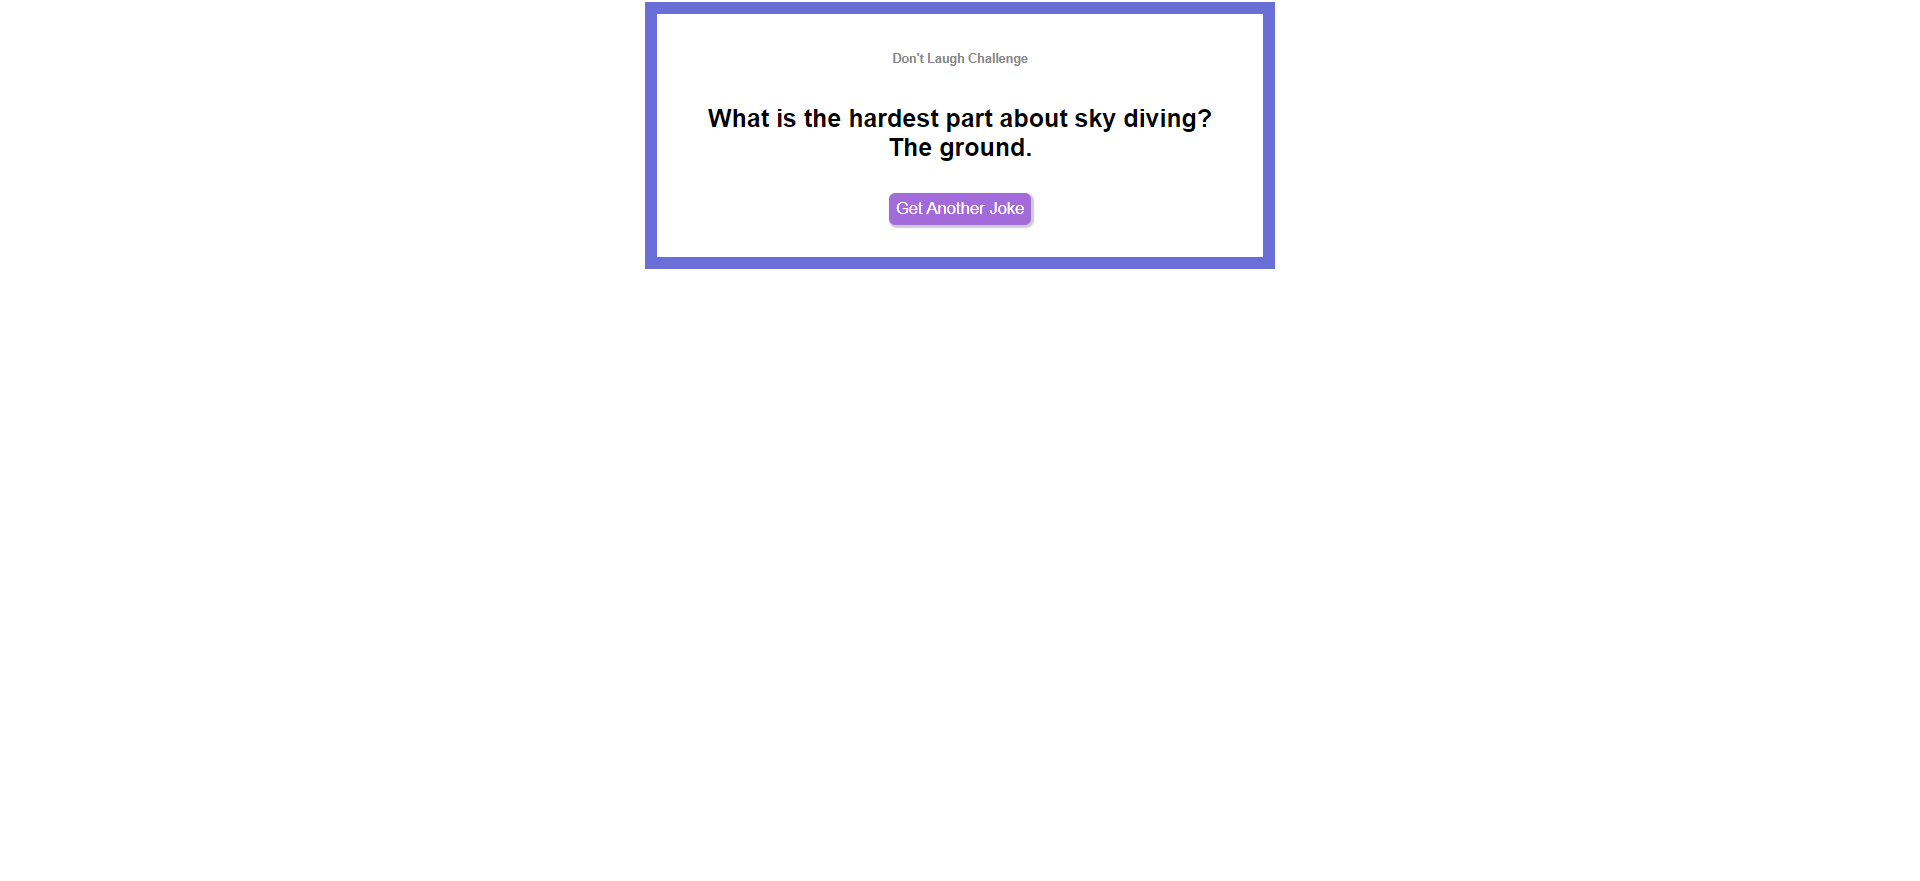 Don't Laugh Challenge
What is the hardest part about sky diving?
The ground.
Get Another Joke